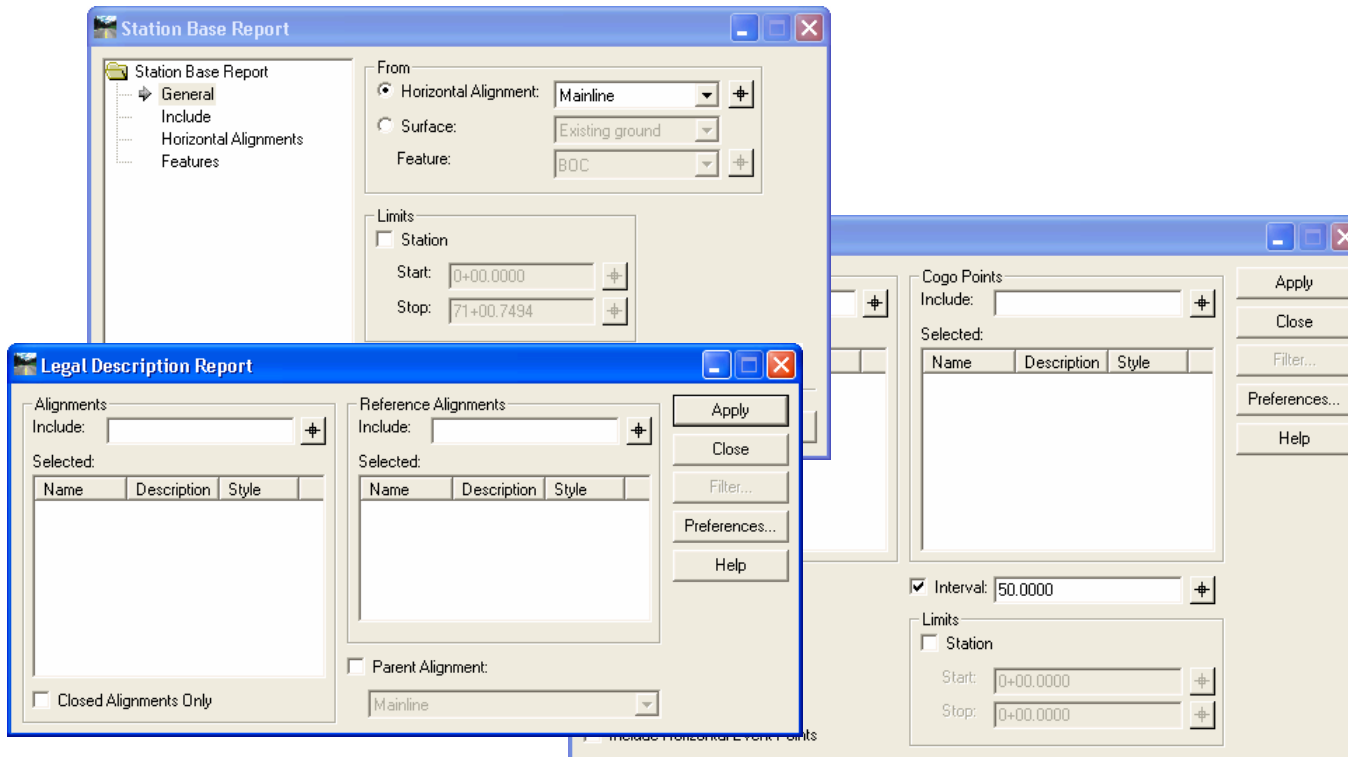 Station Base Report
Station Base Report
General
Include
Horizontal Alignments
Features
From
Horizontal Alignment: Mainline
Surface: Existing ground
Feature: BOC
Limits
Station
Start: 0+00.0000
Stop: 71+00.7494
Legal Description Report
Alignments
Include:
Selected:
Name Description Style
Closed Alignments Only
Reference Alignments
Include:
Selected:
Name Description Style
Parent Alignment:
Mainline
Apply
Close
Filter...
Preferences...
Help
Cogo Points
Include:
Selected:
Name Description Style
Interval: 50.0000
Limits
Station
Start: 0+00.0000
Stop: 0+00.0000
Include Horizontal Event Points
Apply
Close
Filter...
Preferences...
Help